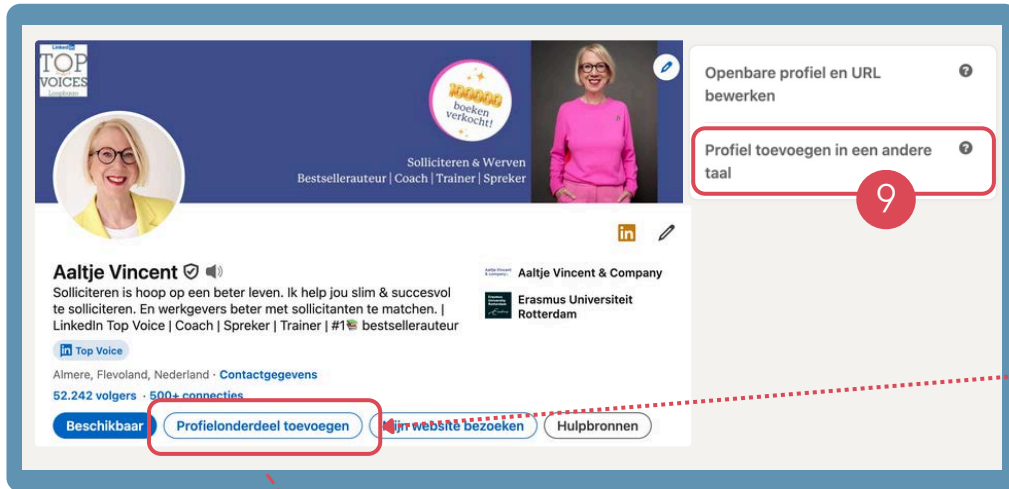 Linked in
TOP
VOICES
Loopbaan
100000
boeken
verkocht!
Solliciteren & Werven
Bestsellerauteur | Coach | Trainer | Spreker
Openbare profiel en URL
bewerken
Profiel toevoegen in een andere
taal
9
in
Aaltje Vincent
Solliciteren is hoop op een beter leven. Ik help jou slim & succesvol
te solliciteren. En werkgevers beter met sollicitanten te matchen. |
LinkedIn Top Voice | Coach | Spreker | Trainer | #1📚 bestsellerauteur
Aaltje Vincent & Company
Erasmus Universiteit
Rotterdam
in Top Voice
Almere, Flevoland, Nederland · Contactgegevens
52.242 volgers · 500+ connecties
Beschikbaar Profielonderdeel toevoegen Mijn website bezoeken Hulpbronnen